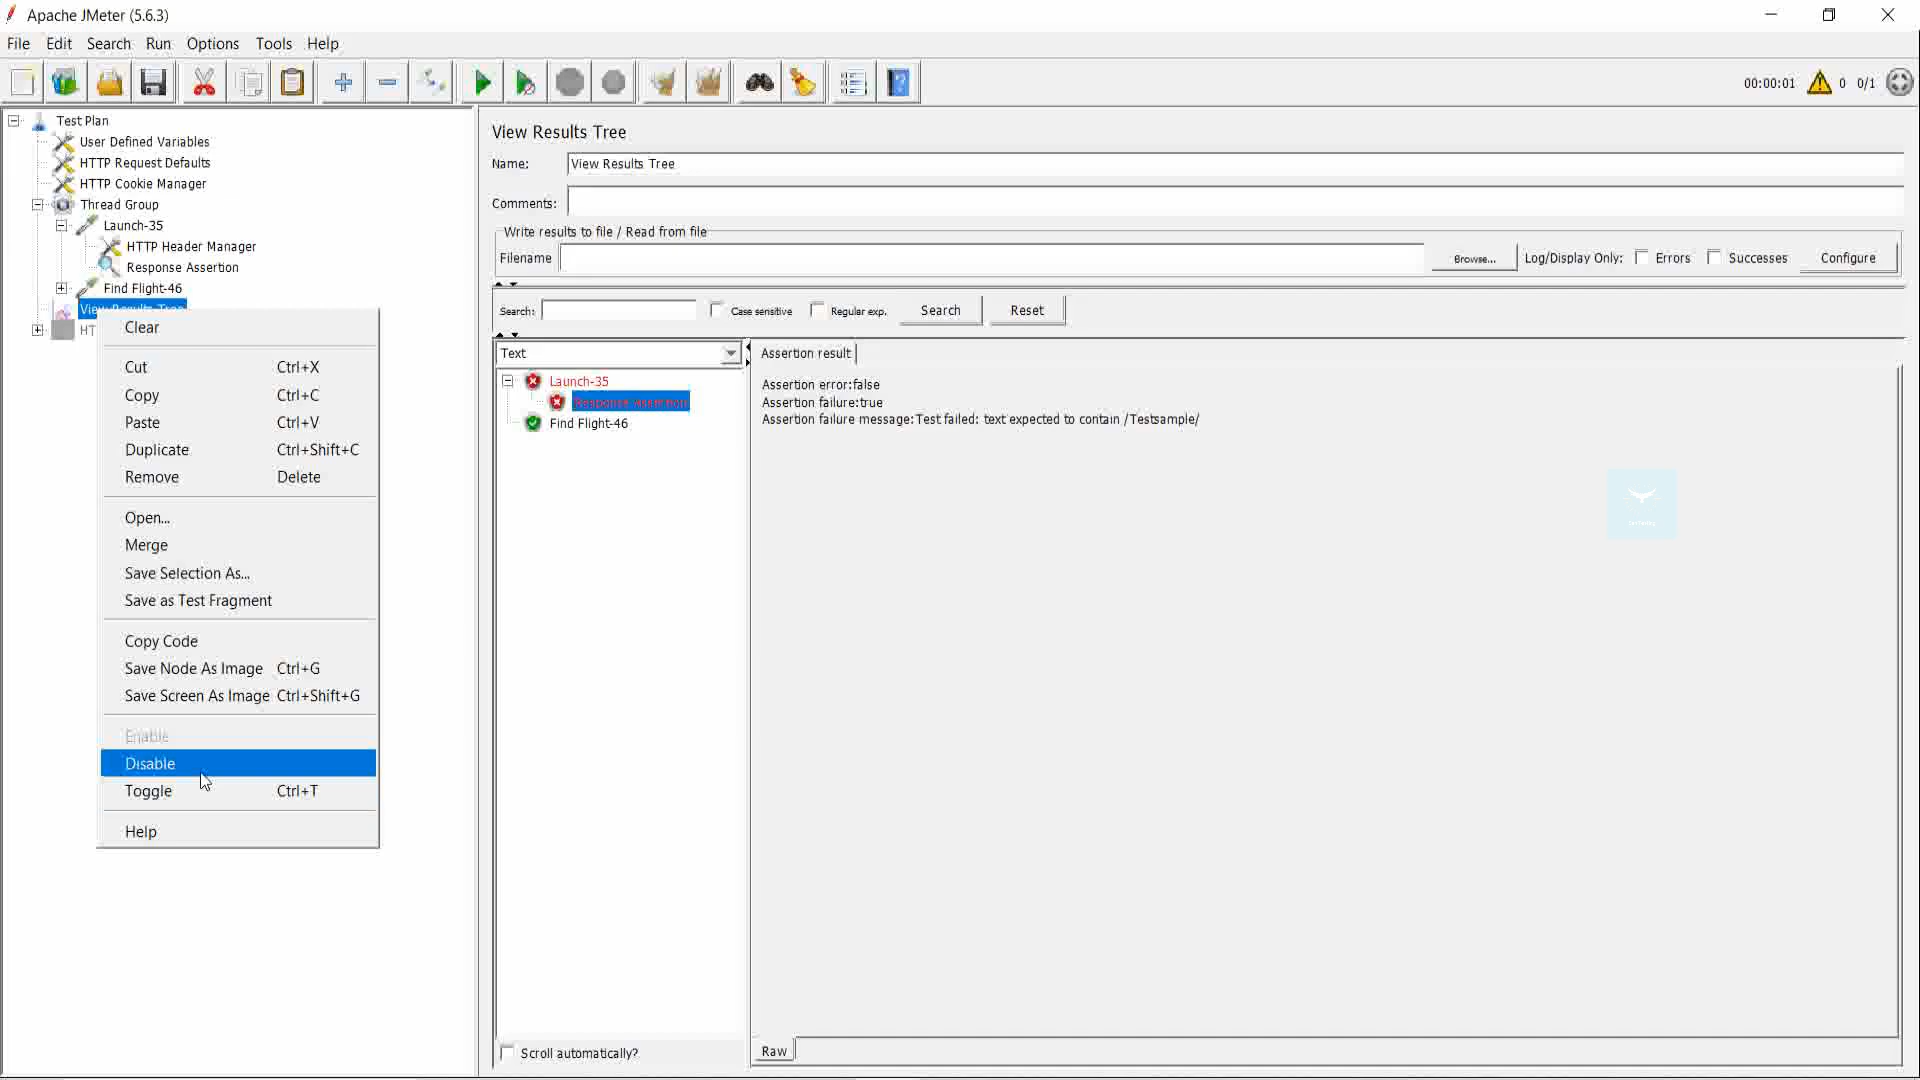 Apache JMeter (5.6.3)
File Edit Search Run Options Tools Help
00:00:01 0 0/1
Test Plan
User Defined Variables
HTTP Request Defaults
HTTP Cookie Manager
Thread Group
Launch-35
HTTP Header Manager
Response Assertion
Find Flight-46
View Results Tree
HT
Clear
Cut Ctrl+X
Copy Ctrl+C
Paste Ctrl+V
Duplicate Ctrl+Shift+C
Remove Delete
Open...
Merge
Save Selection As...
Save as Test Fragment
Copy Code
Save Node As Image Ctrl+G
Save Screen As Image Ctrl+Shift+G
Enable
Disable
Toggle Ctrl+T
Help
View Results Tree
Name: View Results Tree
Comments:
Write results to file / Read from file
Filename Browse... Log/Display Only: Errors Successes Configure
Search: Case sensitive Regular exp. Search Reset
Text
Launch-35
Response Assertion
Find Flight-46
Scroll automatically?
Assertion result
Assertion error:false
Assertion failure:true
Assertion failure message:Test failed: text expected to contain /Testsample/
Raw